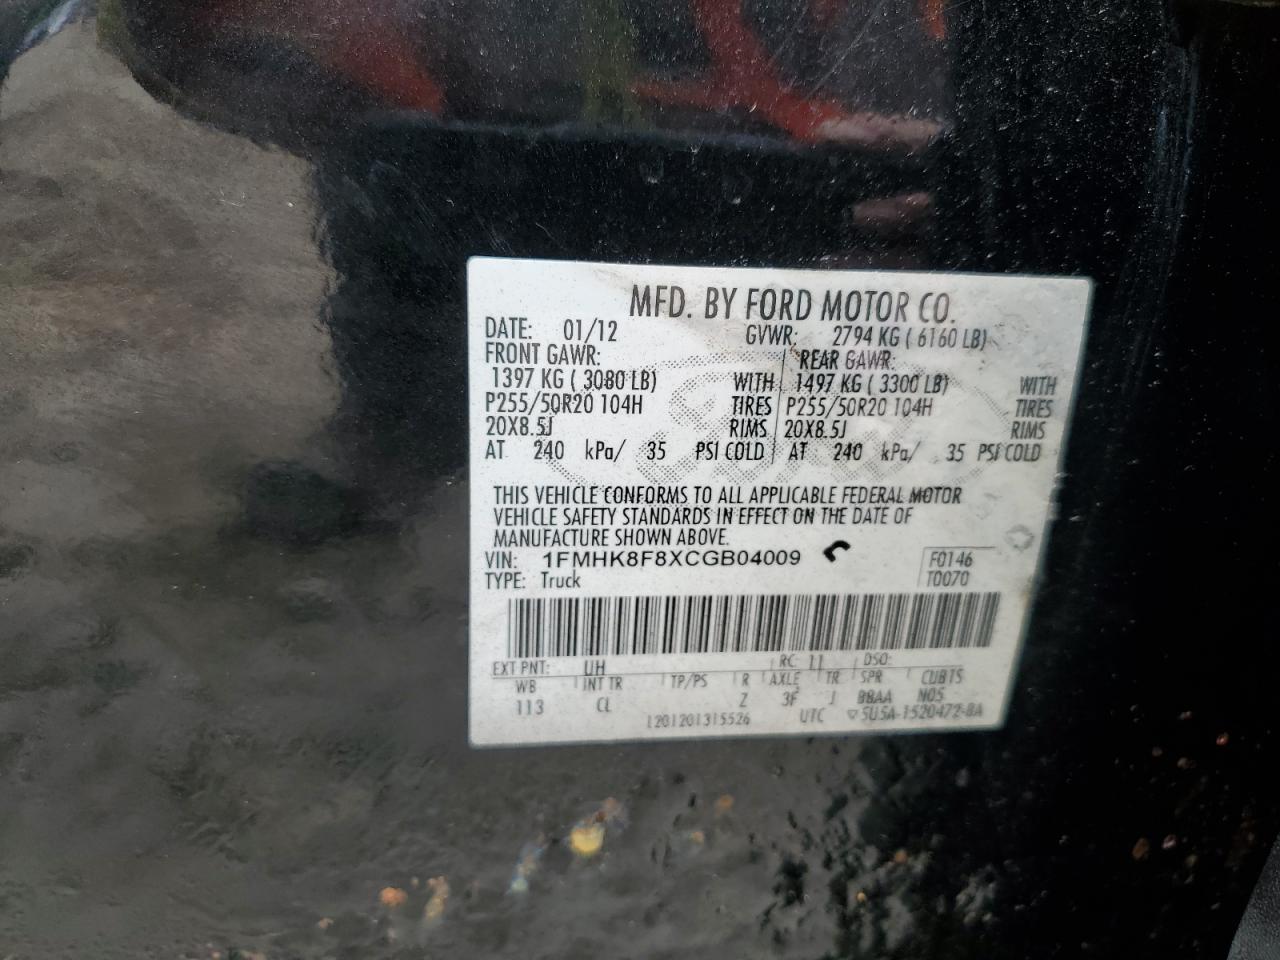 MFD. BY FORD MOTOR CO.
DATE: 01/12 GVWR: 2794 KG ( 6160 LB)
FRONT GAWR: REAR GAWR:
1397 KG ( 3080 LB) WITH 1497 KG ( 3300 LB) WITH
P255/50R20 104H TIRES P255/50R20 104H TIRES
20X8.5J RIMS 20X8.5J RIMS
AT 240 kPa/ 35 PSI COLD AT 240 kPa/ 35 PSI COLD
THIS VEHICLE CONFORMS TO ALL APPLICABLE FEDERAL MOTOR
VEHICLE SAFETY STANDARDS IN EFFECT ON THE DATE OF
MANUFACTURE SHOWN ABOVE.
VIN: 1FMHK8F8XCGB04009 F0146
TYPE: Truck T0070
EXT PNT: UH RC: 11 DSO:
WB INT TR TP/PS R AXLE TR SPR CUBTS
113 CL Z 3F J BBAA N05
1201201315526 UTC ▽5USA-1520472-BA